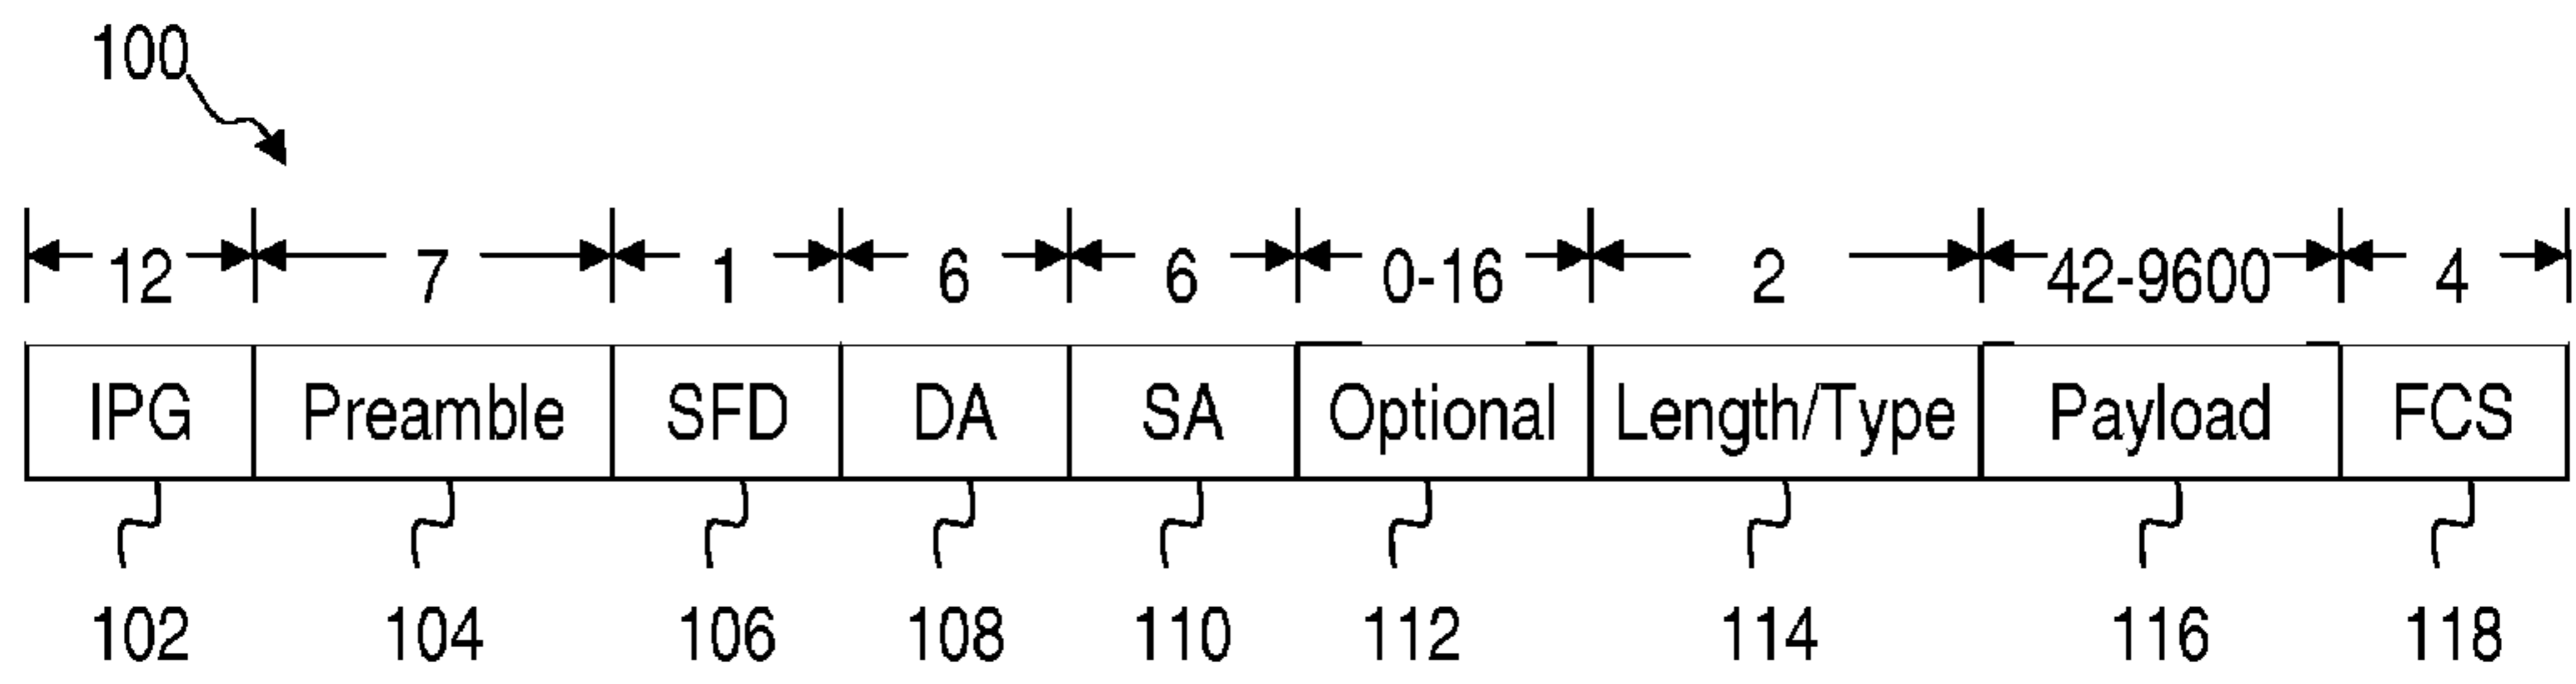 100
12 7 1 6 6 0-16 2 42-9600 4
IPG Preamble SFD DA SA Optional Length/Type Payload FCS
102 104 106 108 110 112 114 116 118